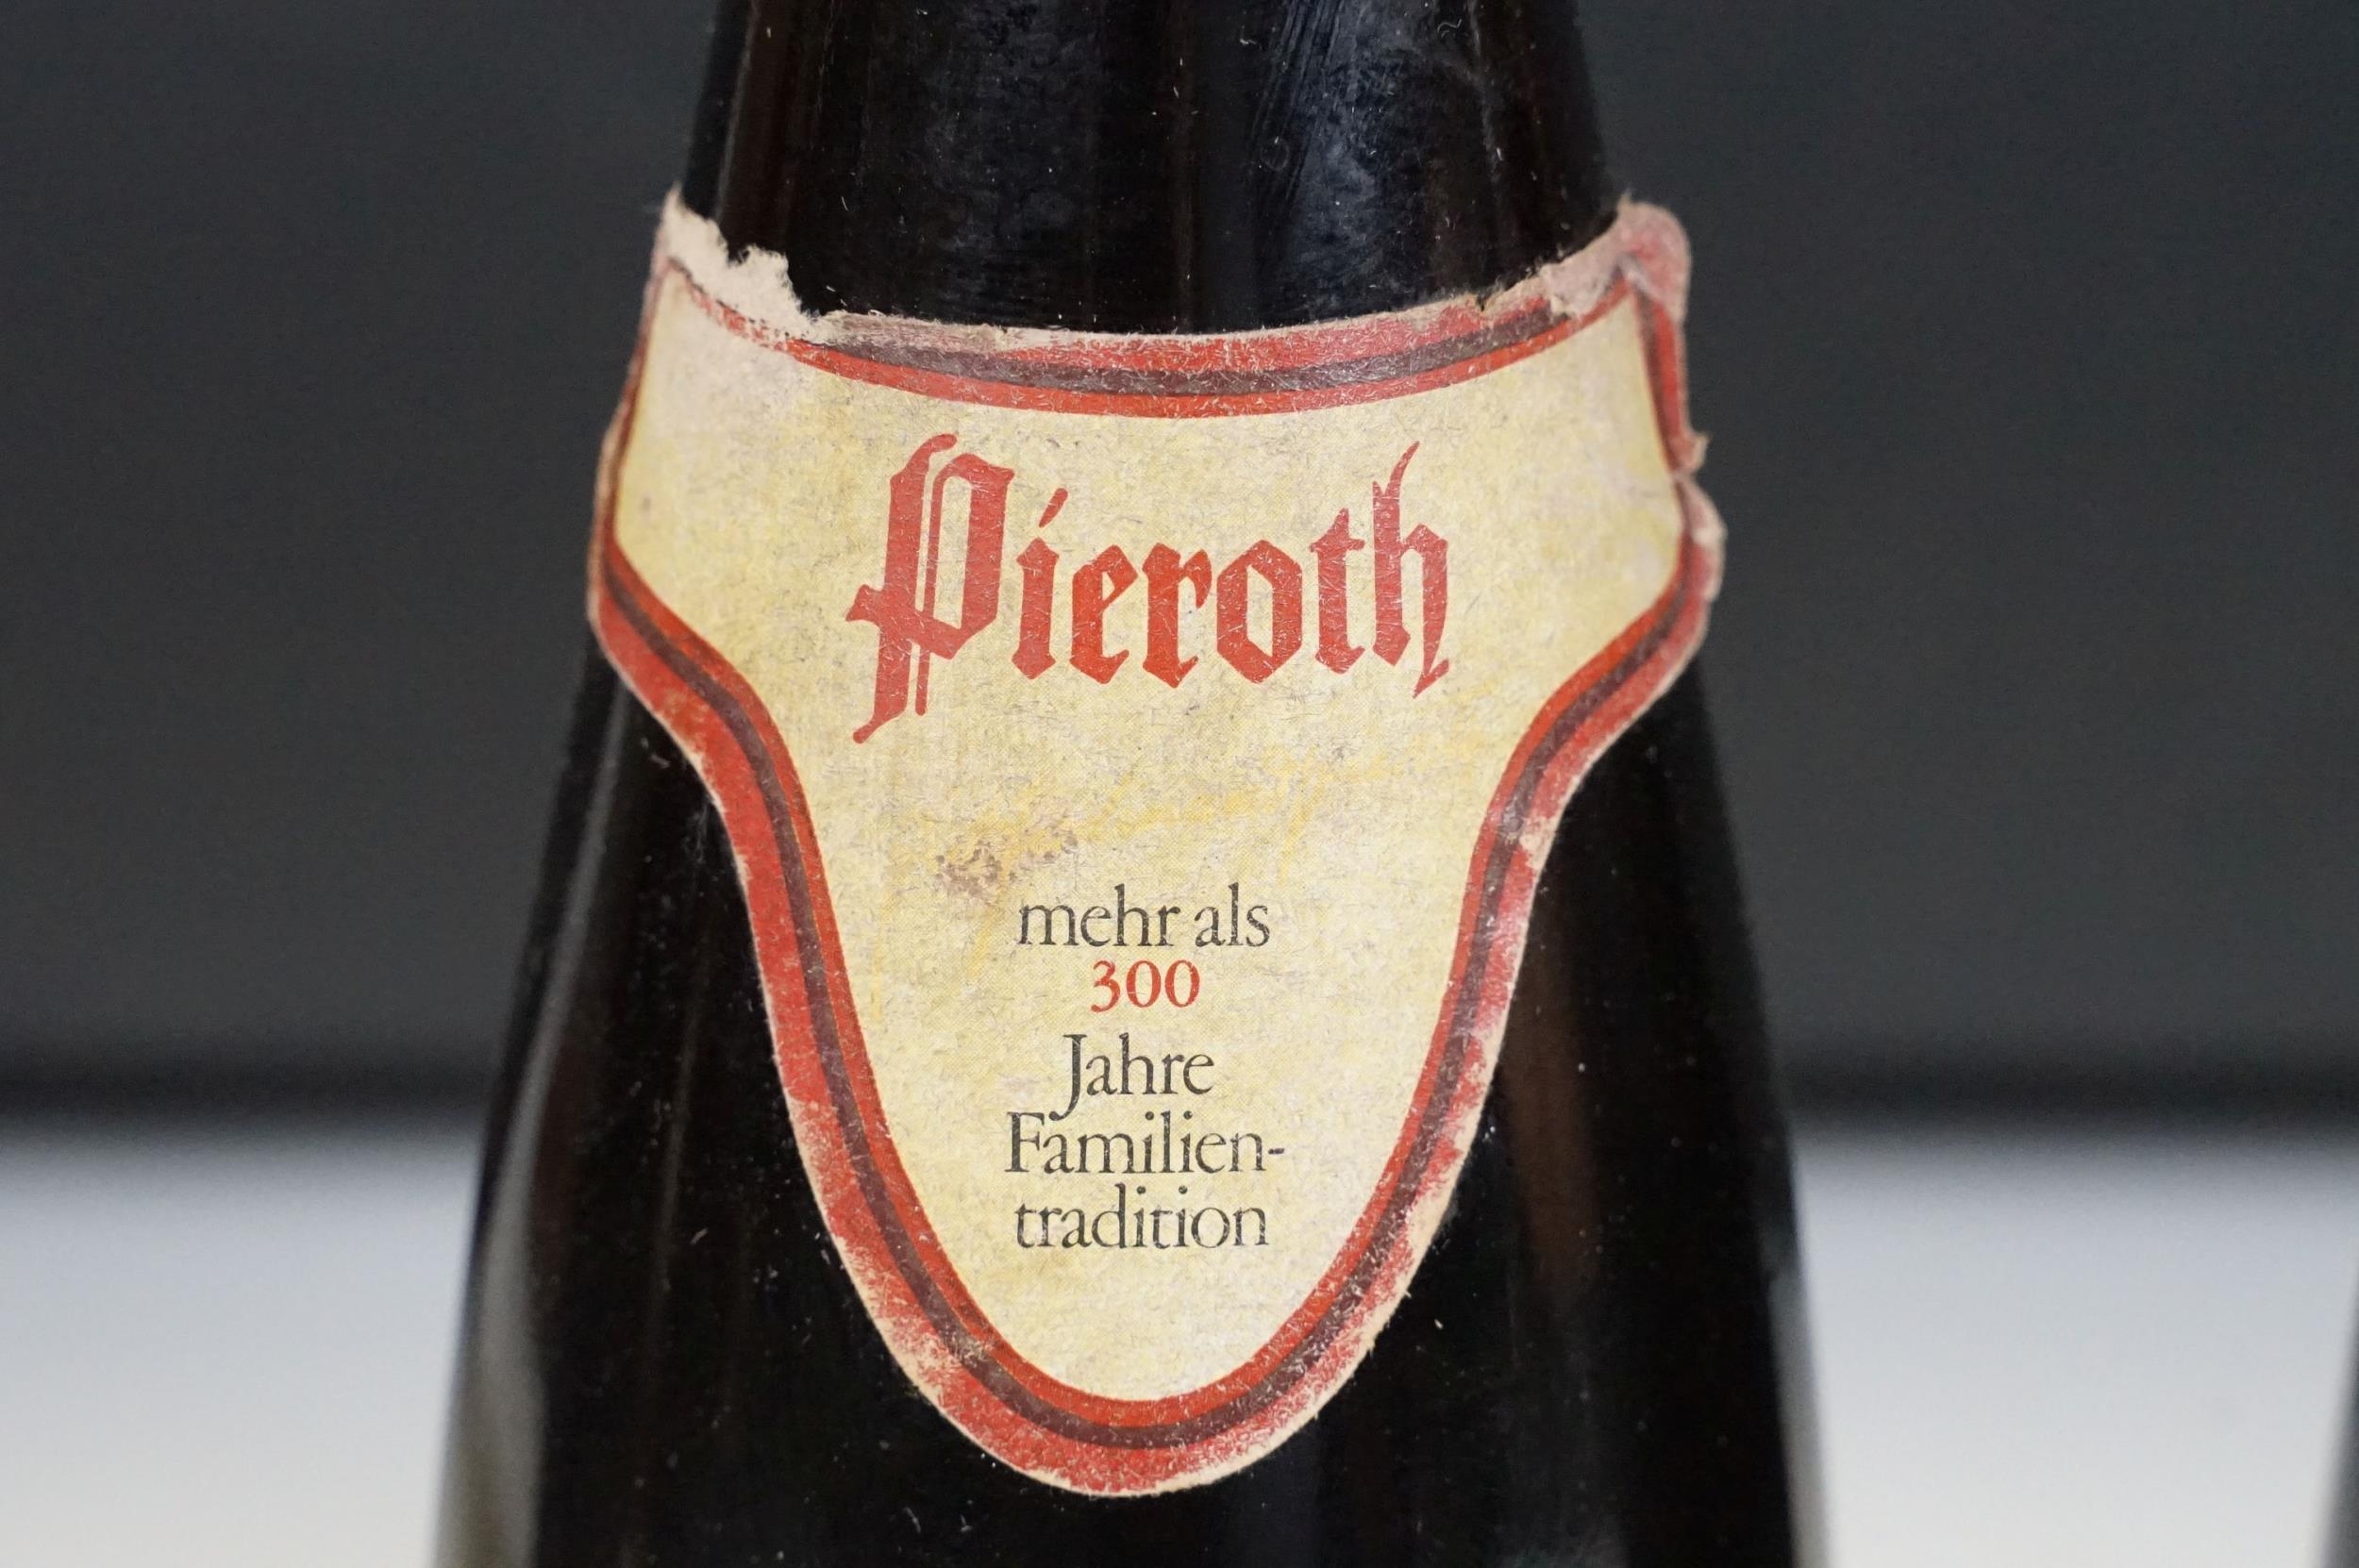 Pieroth
mehr als
300
Jahre
Familien-
tradition